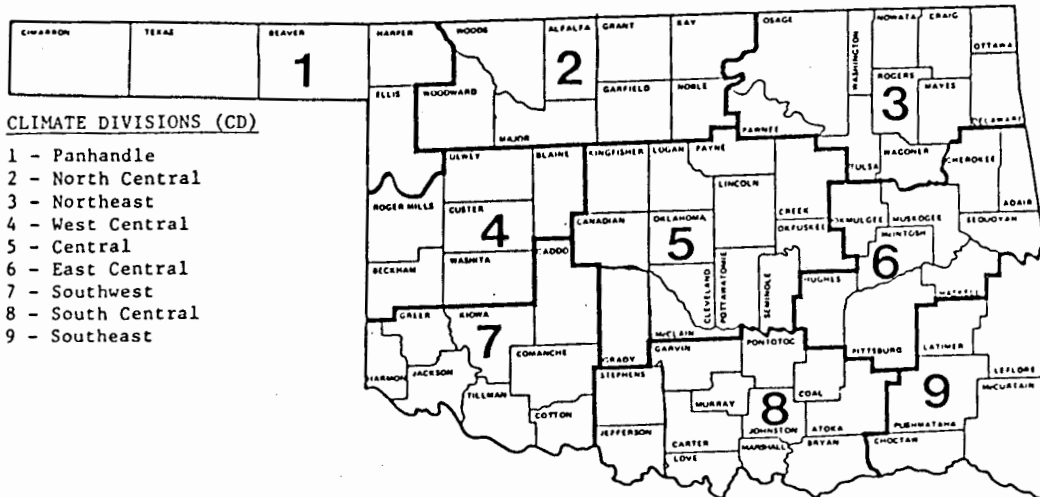 CIMARRON
TEXAS
BEAVER
HARPER
WOODS
ALFALFA
GRANT
KAY
OSAGE
NOWATA
CRAIG
OTTAWA
WASHINGTON
1
2
ROGERS
MAYES
3
ELLIS
WOODWARD
GARFIELD
NOBLE
MAJOR
PAWNEE
DELAWARE
CLIMATE DIVISIONS (CD)
1 - Panhandle
2 - North Central
3 - Northeast
4 - West Central
5 - Central
6 - East Central
7 - Southwest
8 - South Central
9 - Southeast
DEWEY
BLAINE
KINGFISHER
LOGAN
PAYNE
TULSA
WAGONER
CHEROKEE
ADAIR
ROGER MILLS
CUSTER
4
CANADIAN
OKLAHOMA
LINCOLN
CREEK
OKFUSKEE
OKMULGEE
MUSKOGEE
SEQUOYAH
MCINTOSH
5
6
BECKHAM
WASHITA
CADDO
CLEVELAND
POTTAWATOMIE
SEMINOLE
HUGHES
HASKELL
GREER
KIOWA
7
MCCLAIN
GRADY
GARVIN
PONTOTOC
PITTSBURG
LATIMER
LEFLORE
HARMON
JACKSON
COMANCHE
STEPHENS
MURRAY
COAL
8
9
MCCURTAIN
TILLMAN
COTTON
JEFFERSON
CARTER
LOVE
JOHNSTON
MARSHALL
ATOKA
BRYAN
PUSHMATAHA
CHOCTAW